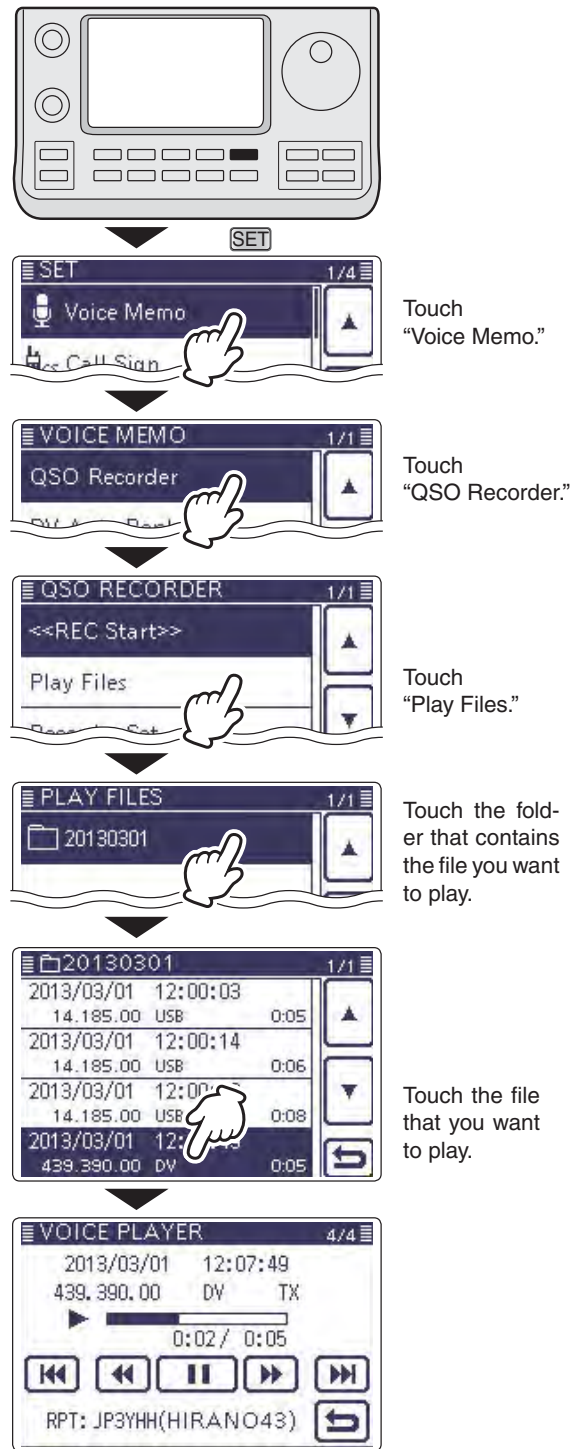 SET
SET 1/4
Voice Memo
Touch
“Voice Memo.”
Call Sign
VOICE MEMO 1/1
QSO Recorder
Touch
“QSO Recorder.”
QSO RECORDER 1/1
<<REC Start>>
Play Files
Touch
“Play Files.”
PLAY FILES 1/1
20130301
Touch the fold-
er that contains
the file you want
to play.
20130301 1/1
2013/03/01 12:00:03
14.185.00 USB 0:05
2013/03/01 12:00:14
14.185.00 USB 0:06
2013/03/01
14.185.00 USB 0:08
2013/03/01
439.390.00 DV 0:05
Touch the file
that you want
to play.
VOICE PLAYER 4/4
2013/03/01 12:07:49
439.390.00 DV TX
0:02/ 0:05
RPT: JP3YHH(HIRANO43)